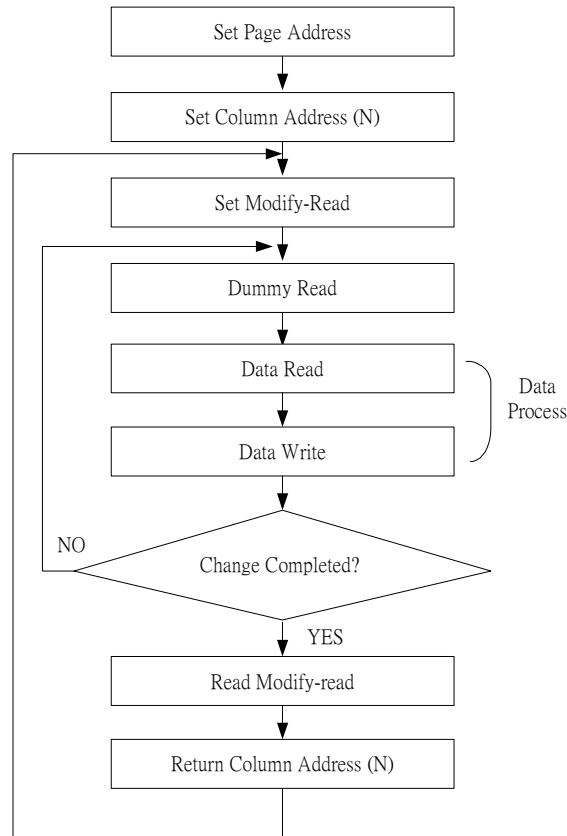 Set Page Address
Set Column Address (N)
Set Modify-Read
Dummy Read
Data Read
Data
Process
Data Write
NO
Change Completed?
YES
Read Modify-read
Return Column Address (N)